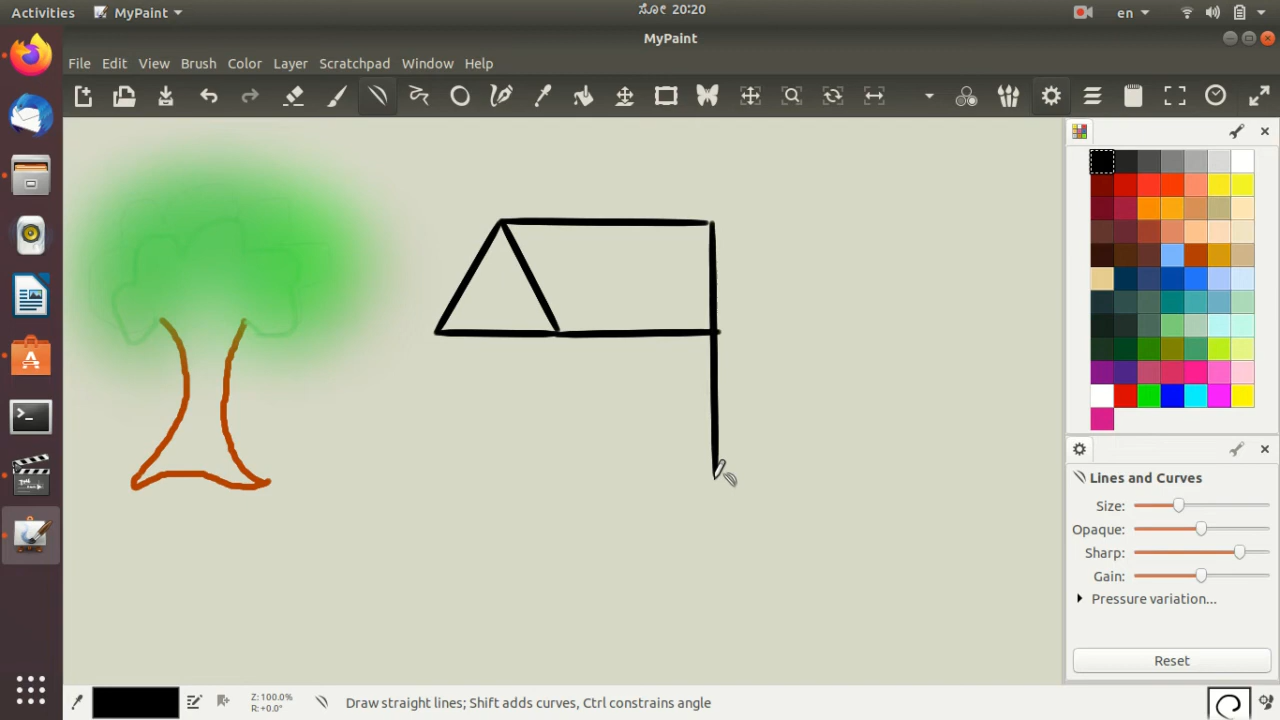 Activities MyPaint ಸೋಮ 20:20 en
MyPaint
File Edit View Brush Color Layer Scratchpad Window Help
Lines and Curves
Size:
Opaque:
Sharp:
Gain:
Pressure variation...
Reset
Z: 100.0%
R: +0.0°
Draw straight lines; Shift adds curves, Ctrl constrains angle